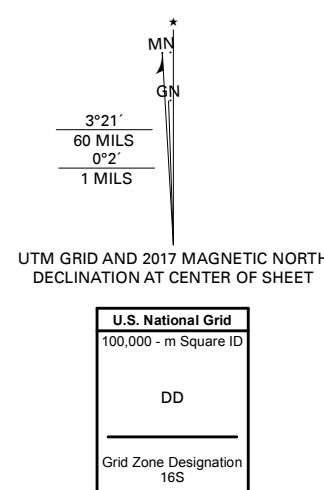 ★
MN
GN
3°21´
60 MILS
0°2´
1 MILS
UTM GRID AND 2017 MAGNETIC NORTH
DECLINATION AT CENTER OF SHEET
U.S. National Grid
100,000 - m Square ID
DD
Grid Zone Designation
16S